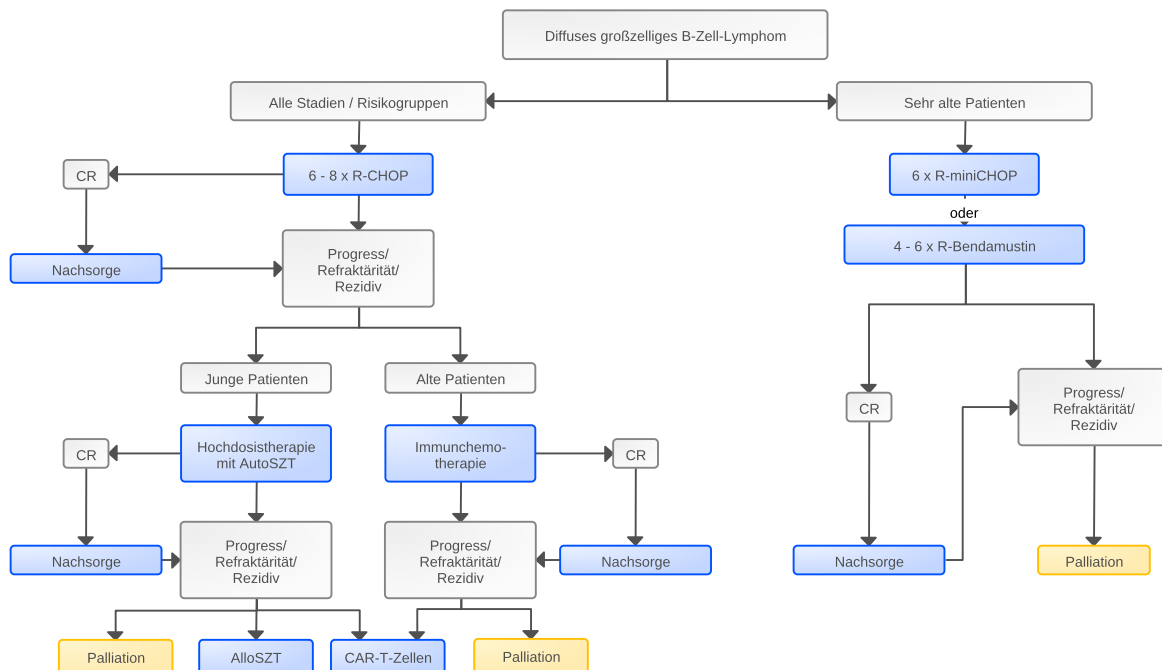 Diffuses großzelliges B-Zell-Lymphom
Alle Stadien / Risikogruppen
Sehr alte Patienten
CR
6 - 8 x R-CHOP
6 x R-miniCHOP
oder
4 - 6 x R-Bendamustin
Nachsorge
Progress/
Refraktärität/
Rezidiv
Junge Patienten
Alte Patienten
CR
Progress/
Refraktärität/
Rezidiv
CR
Hochdosistherapie
mit AutoSZT
Immunchemo-
therapie
CR
Nachsorge
Progress/
Refraktärität/
Rezidiv
Progress/
Refraktärität/
Rezidiv
Nachsorge
Nachsorge
Palliation
Palliation
AlloSZT
CAR-T-Zellen
Palliation